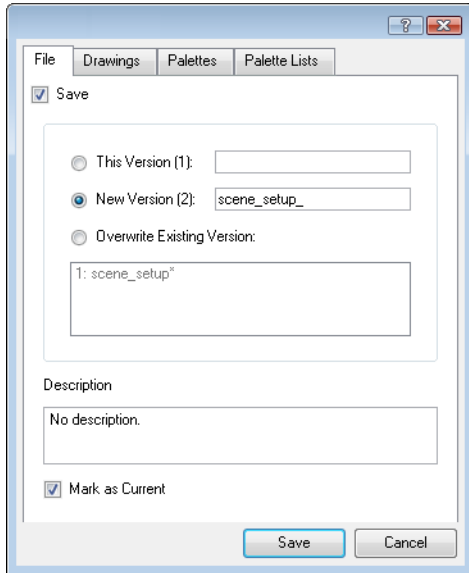 ?
File Drawings Palettes Palette Lists
Save
This Version (1):
New Version (2): scene_setup_
Overwrite Existing Version:
1: scene_setup*
Description
No description.
Mark as Current
Save Cancel